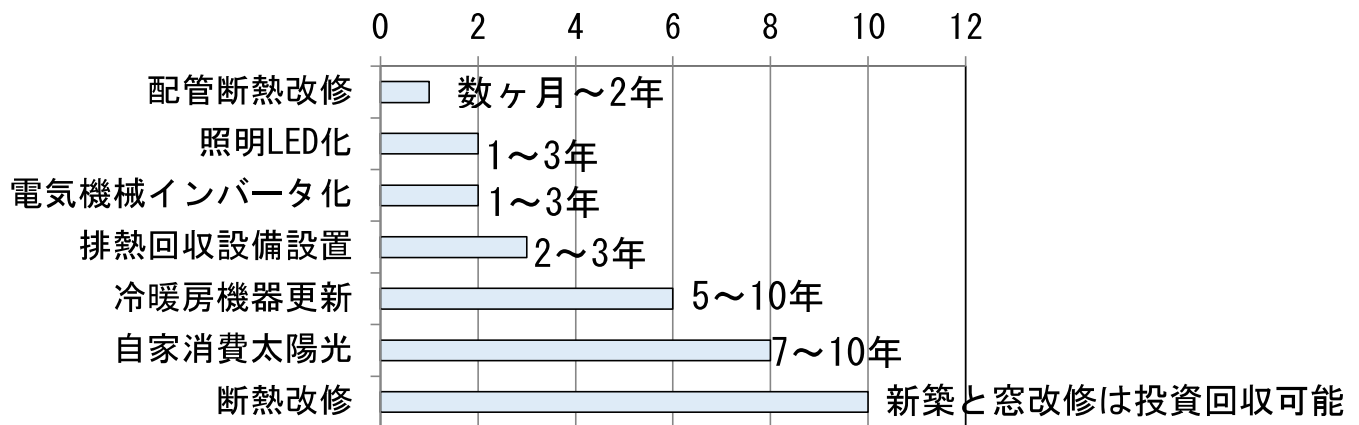 0 2 4 6 8 10 12
配管断熱改修 数ヶ月～2年
照明LED化 1～3年
電気機械インバータ化 1～3年
排熱回収設備設置 2～3年
冷暖房機器更新 5～10年
自家消費太陽光 7～10年
断熱改修 新築と窓改修は投資回収可能